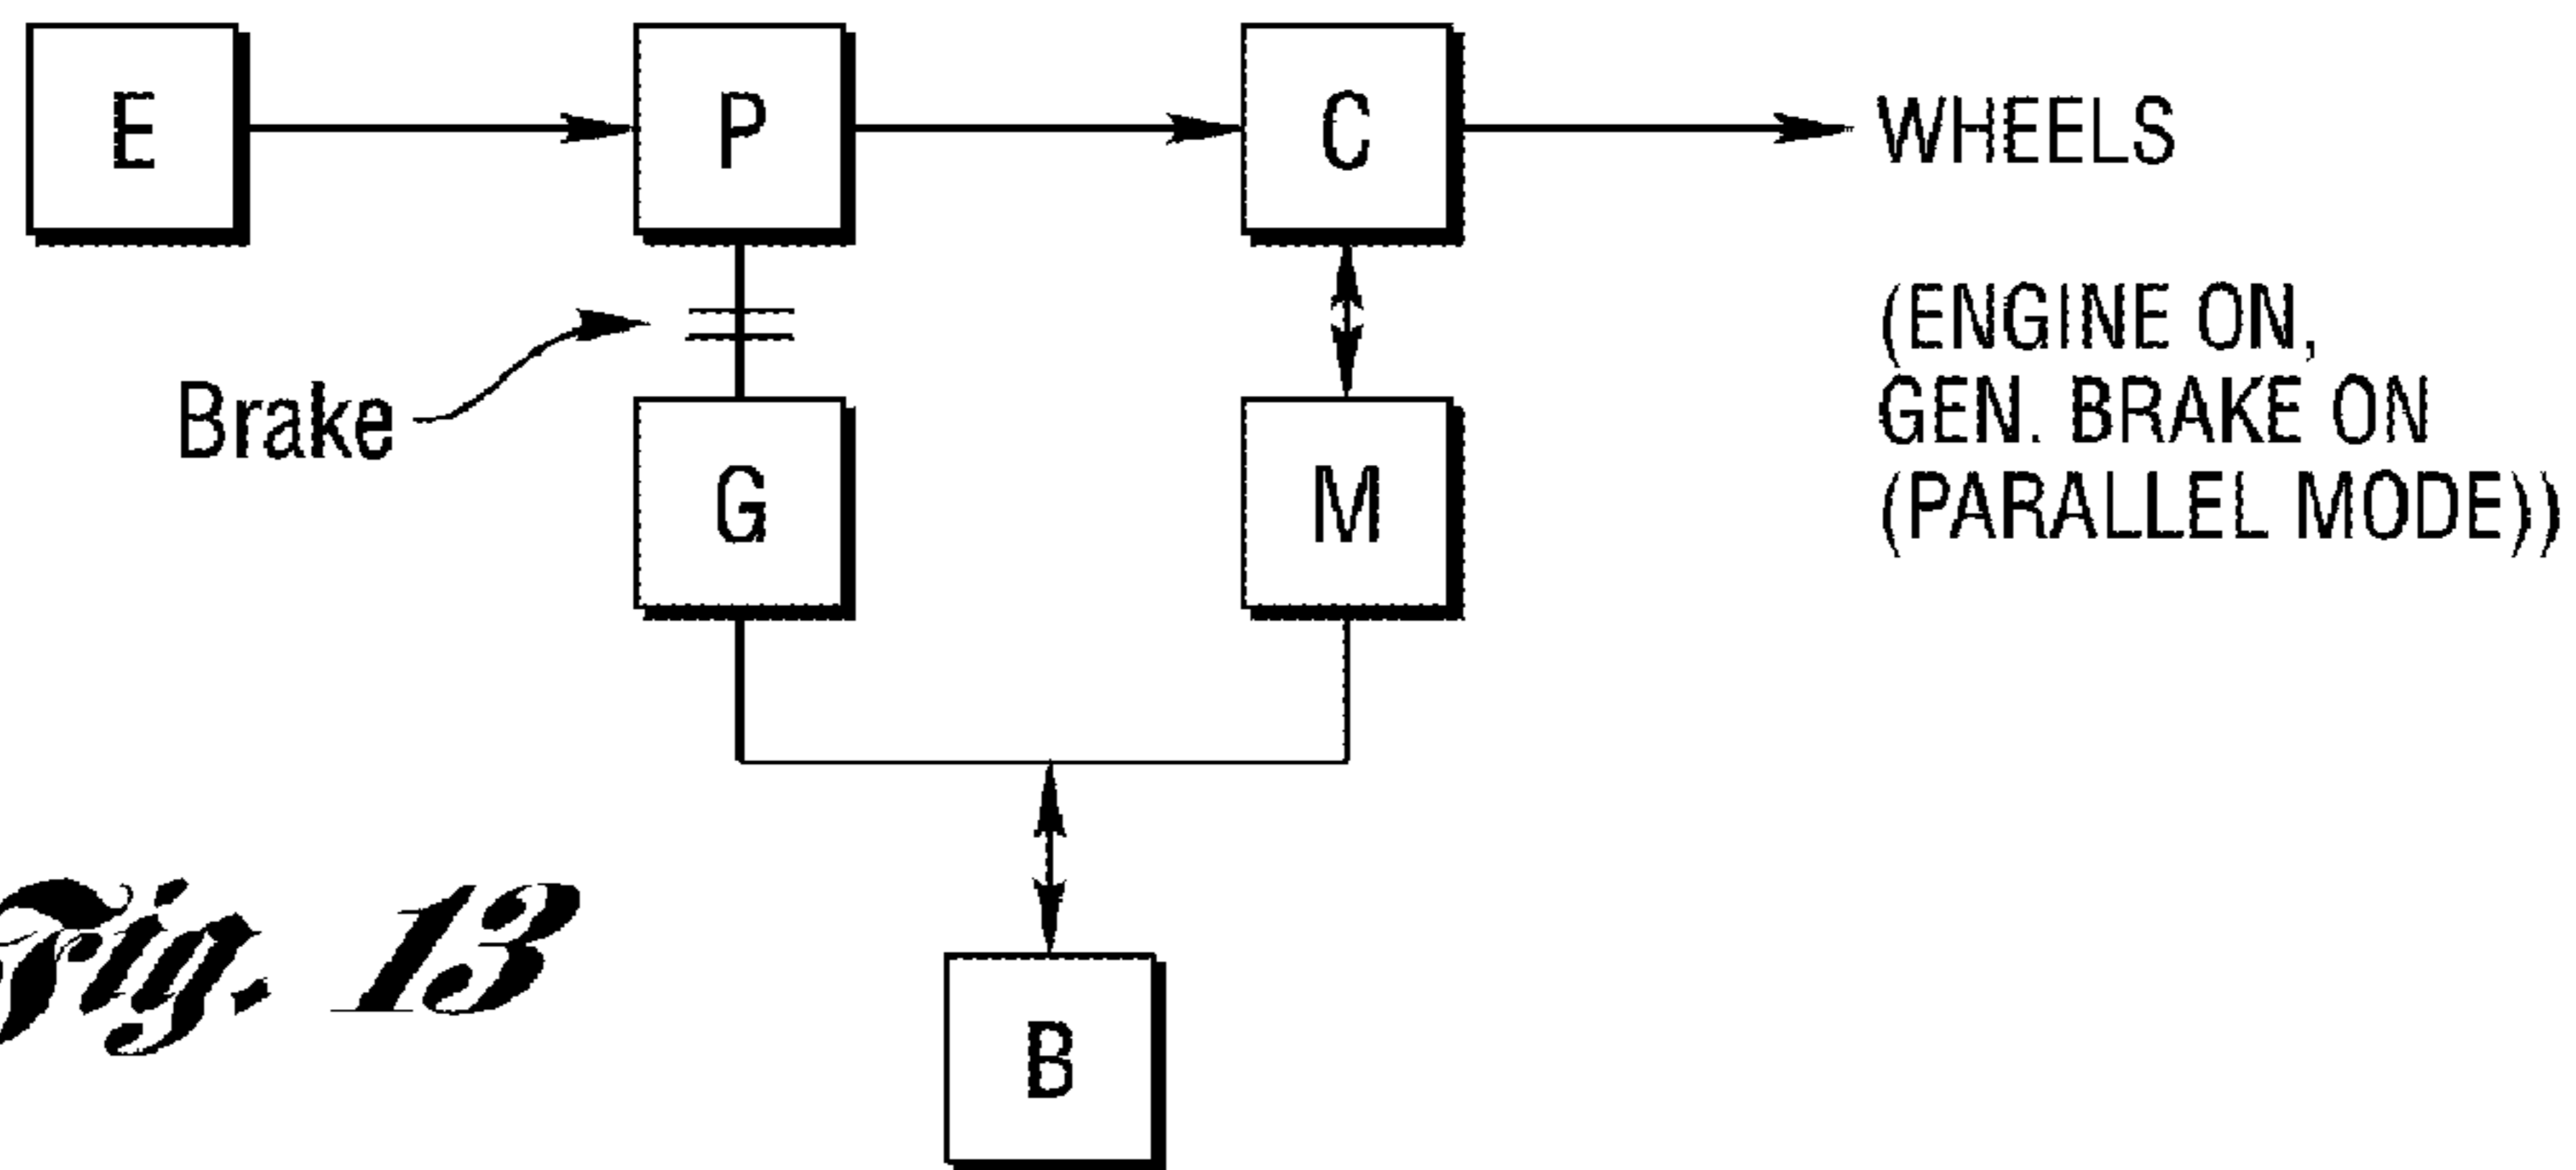 E
P
C
WHEELS
Brake
(ENGINE ON,
GEN. BRAKE ON
(PARALLEL MODE))
G
M
B
Fig. 13